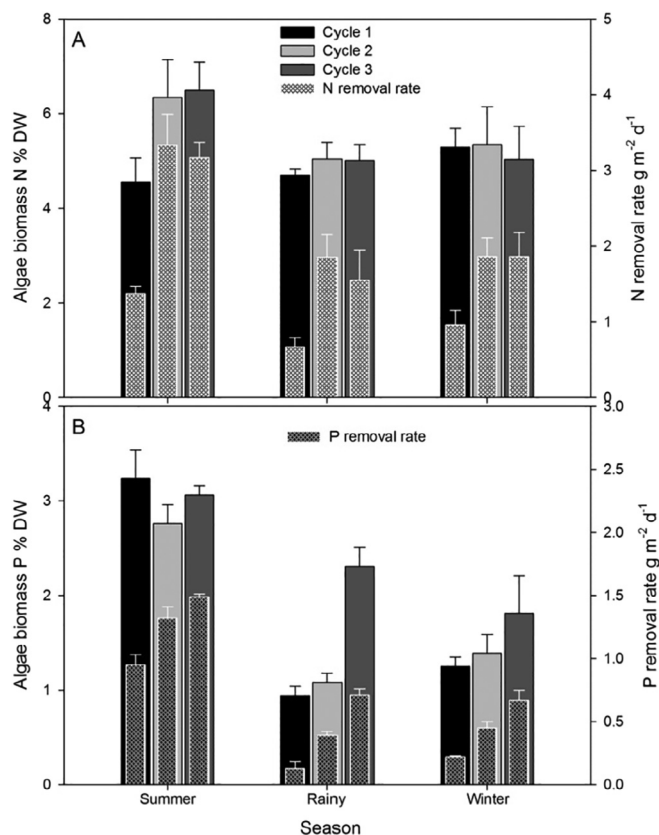 A
Cycle 1
Cycle 2
Cycle 3
N removal rate
8
6
4
2
0
Algae biomass N % DW
5
4
3
2
1
0
N removal rate g m⁻² d⁻¹
B
P removal rate
4
3
2
1
0
Algae biomass P % DW
3.0
2.5
2.0
1.5
1.0
0.5
0.0
P removal rate g m⁻² d⁻¹
Summer Rainy Winter
Season